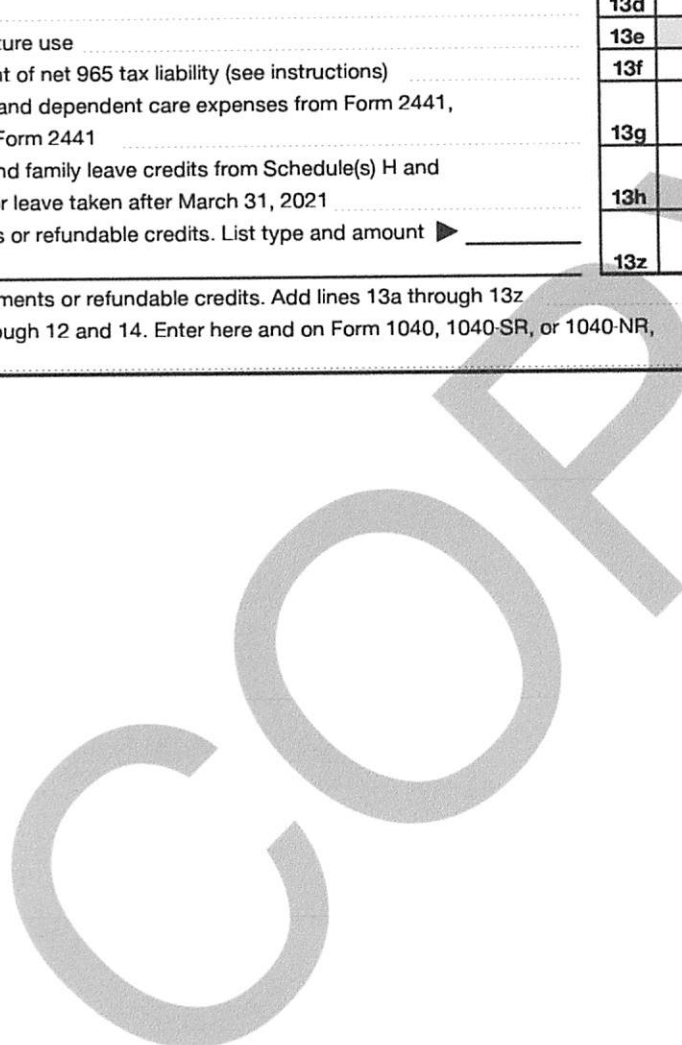 13d
ture use 13e
t of net 965 tax liability (see instructions) 13f
and dependent care expenses from Form 2441,
Form 2441 13g
nd family leave credits from Schedule(s) H and
r leave taken after March 31, 2021 13h
s or refundable credits. List type and amount ▶
13z
ments or refundable credits. Add lines 13a through 13z
ough 12 and 14. Enter here and on Form 1040, 1040-SR, or 1040-NR,
COP